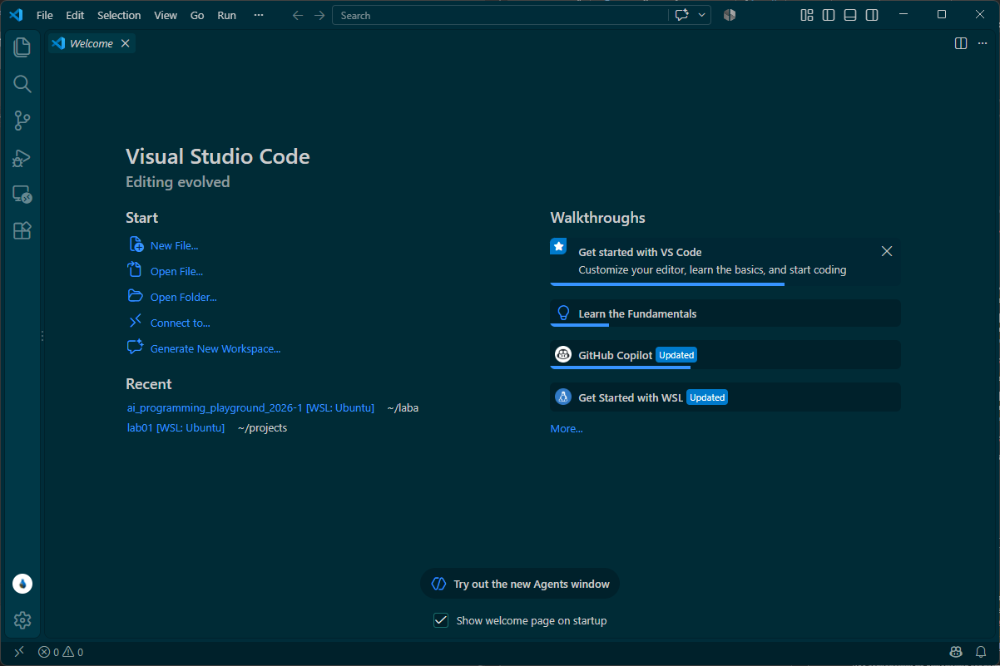 File Edit Selection View Go Run ··· Search
Welcome
Visual Studio Code
Editing evolved
Start
New File...
Open File...
Open Folder...
Connect to...
Generate New Workspace...
Recent
ai_programming_playground_2026-1 [WSL: Ubuntu] ~/laba
lab01 [WSL: Ubuntu] ~/projects
Walkthroughs
Get started with VS Code
Customize your editor, learn the basics, and start coding
Learn the Fundamentals
GitHub Copilot Updated
Get Started with WSL Updated
More...
Try out the new Agents window
Show welcome page on startup
0 0